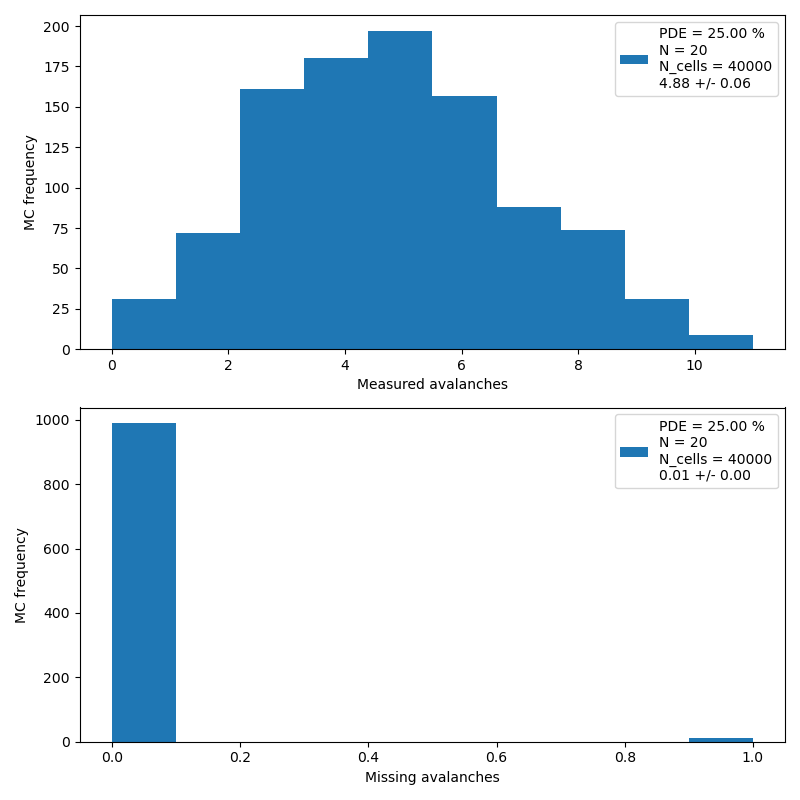 200
175
150
125
100
75
50
25
0
MC frequency
PDE = 25.00 %
N = 20
N_cells = 40000
4.88 +/- 0.06
0 2 4 6 8 10
Measured avalanches
1000
800
600
400
200
0
MC frequency
PDE = 25.00 %
N = 20
N_cells = 40000
0.01 +/- 0.00
0.0 0.2 0.4 0.6 0.8 1.0
Missing avalanches